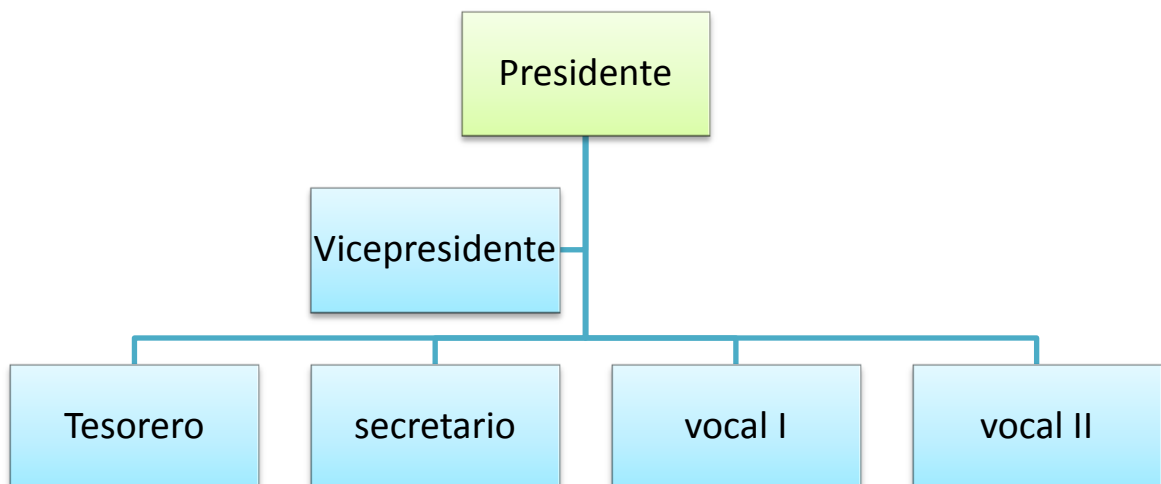 Presidente
Vicepresidente
Tesorero
secretario
vocal I
vocal II